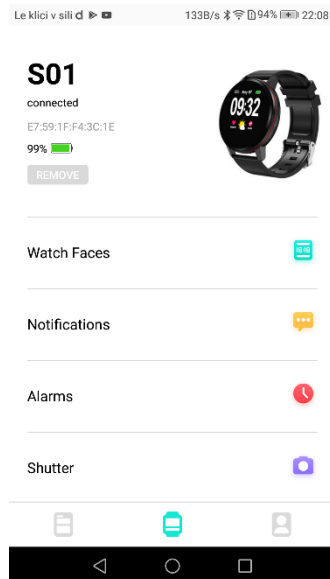 Le klici v sili d 133B/s 94% 22:08
S01
connected
E7:59:1F:F4:3C:1E
99%
REMOVE
09:32
Watch Faces
Notifications
Alarms
Shutter